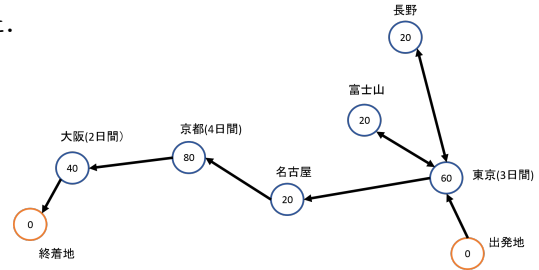 長野
20
富士山
20
大阪(2日間)
40
京都(4日間)
80
名古屋
20
東京(3日間)
60
終着地
0
出発地
0